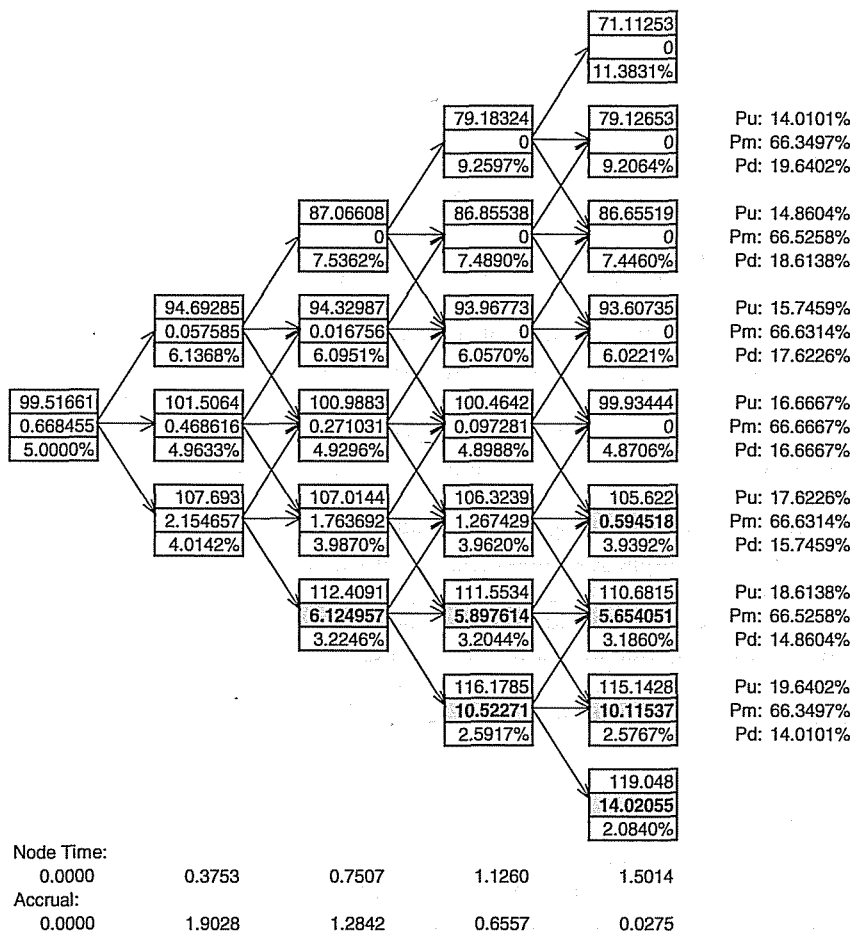 71.11253
0
11.3831%
79.18324 79.12653 Pu: 14.0101%
0 0 Pm: 66.3497%
9.2597% 9.2064% Pd: 19.6402%
87.06608 86.85538 86.65519 Pu: 14.8604%
0 0 0 Pm: 66.5258%
7.5362% 7.4890% 7.4460% Pd: 18.6138%
94.69285 94.32987 93.96773 93.60735 Pu: 15.7459%
0.057585 0.016756 0 0 Pm: 66.6314%
6.1368% 6.0951% 6.0570% 6.0221% Pd: 17.6226%
99.51661 101.5064 100.9883 100.4642 99.93444 Pu: 16.6667%
0.668455 0.468616 0.271031 0.097281 0 Pm: 66.6667%
5.0000% 4.9633% 4.9296% 4.8988% 4.8706% Pd: 16.6667%
107.693 107.0144 106.3239 105.622 Pu: 17.6226%
2.154657 1.763692 1.267429 0.594518 Pm: 66.6314%
4.0142% 3.9870% 3.9620% 3.9392% Pd: 15.7459%
112.4091 111.5534 110.6815 Pu: 18.6138%
6.124957 5.897614 5.654051 Pm: 66.5258%
3.2246% 3.2044% 3.1860% Pd: 14.8604%
116.1785 115.1428 Pu: 19.6402%
10.52271 10.11537 Pm: 66.3497%
2.5917% 2.5767% Pd: 14.0101%
119.048
14.02055
2.0840%
Node Time:
0.0000 0.3753 0.7507 1.1260 1.5014
Accrual:
0.0000 1.9028 1.2842 0.6557 0.0275